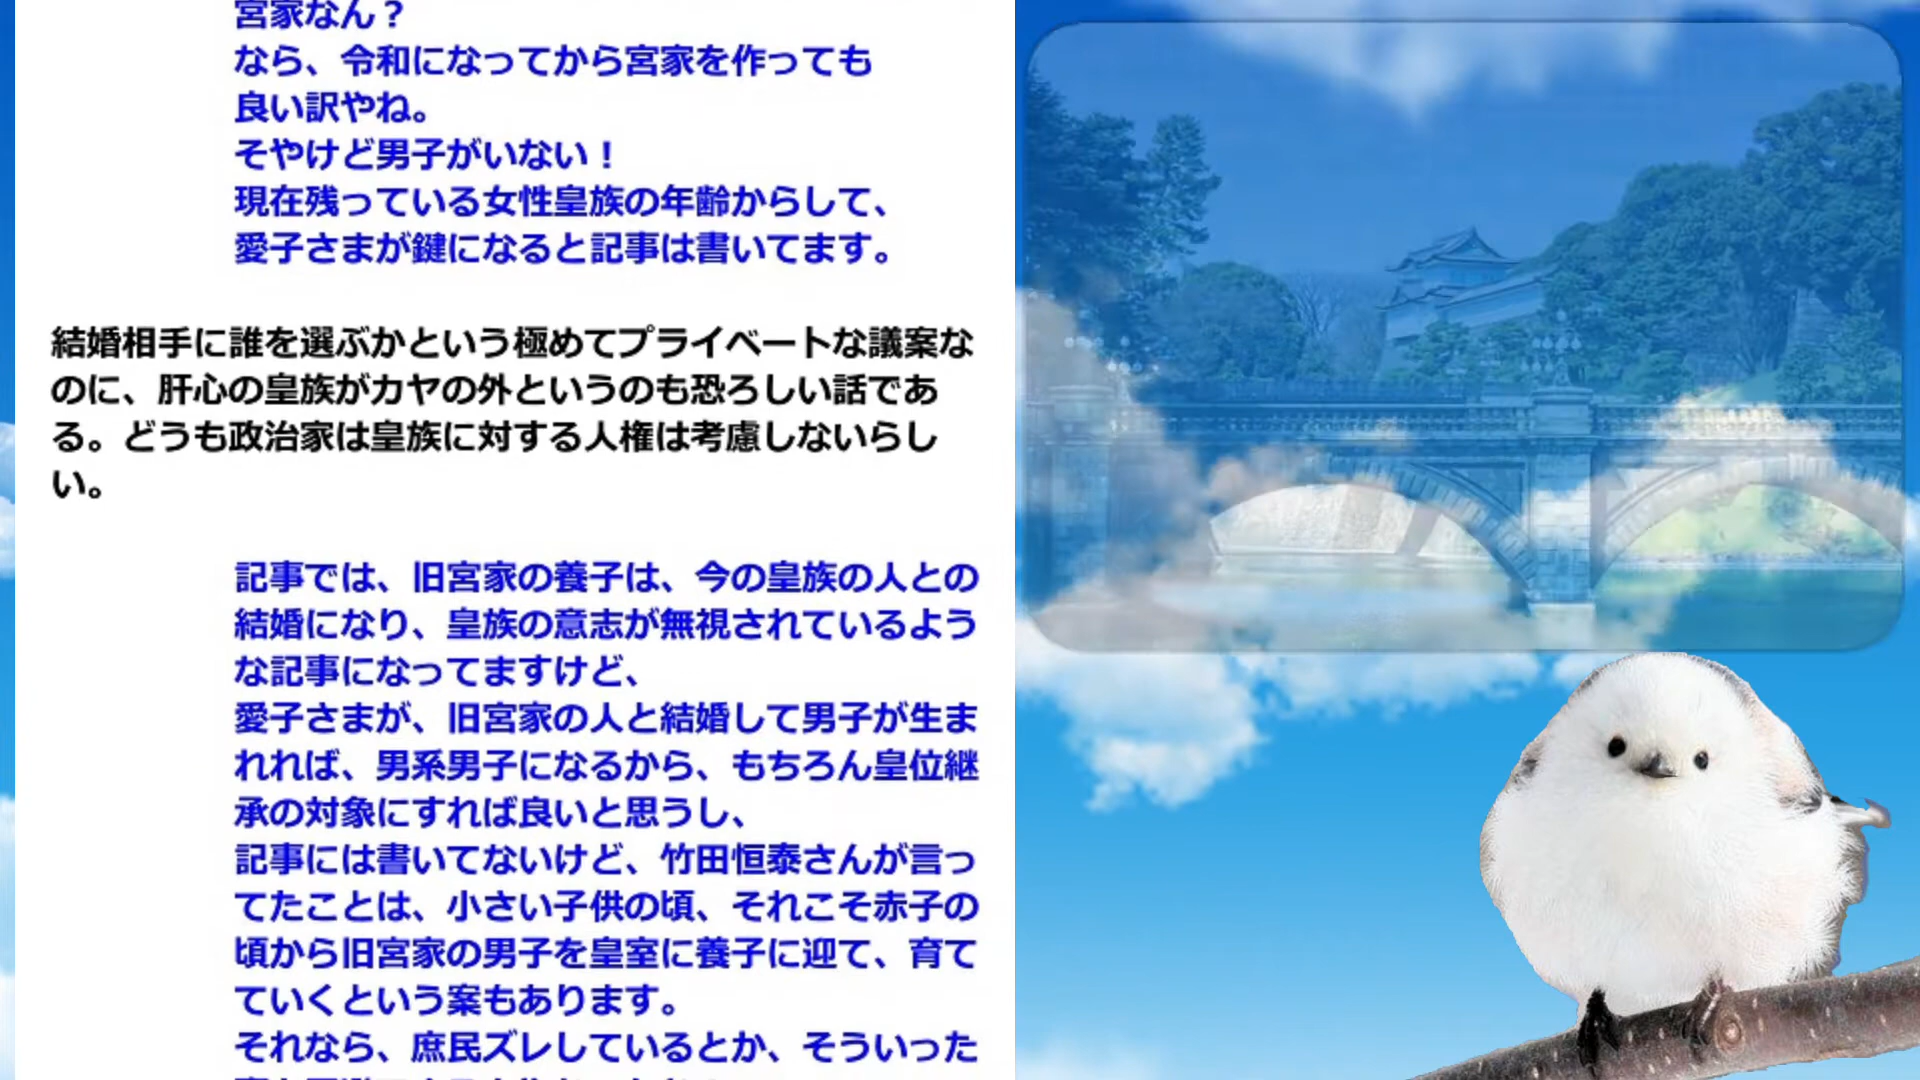 宮家なん？
なら、令和になってから宮家を作っても
良い訳やね。
そやけど男子がいない！
現在残っている女性皇族の年齢からして、
愛子さまが鍵になると記事は書いてます。
結婚相手に誰を選ぶかという極めてプライベートな議案な
のに、肝心の皇族がカヤの外というのも恐ろしい話であ
る。どうも政治家は皇族に対する人権は考慮しないらし
い。
記事では、旧宮家の養子は、今の皇族の人との
結婚になり、皇族の意志が無視されているよう
な記事になってますけど、
愛子さまが、旧宮家の人と結婚して男子が生ま
れれば、男系男子になるから、もちろん皇位継
承の対象にすれば良いと思うし、
記事には書いてないけど、竹田恒泰さんが言っ
てたことは、小さい子供の頃、それこそ赤子の
頃から旧宮家の男子を皇室に養子に迎て、育て
ていくという案もあります。
それなら、庶民ズレしているとか、そういった